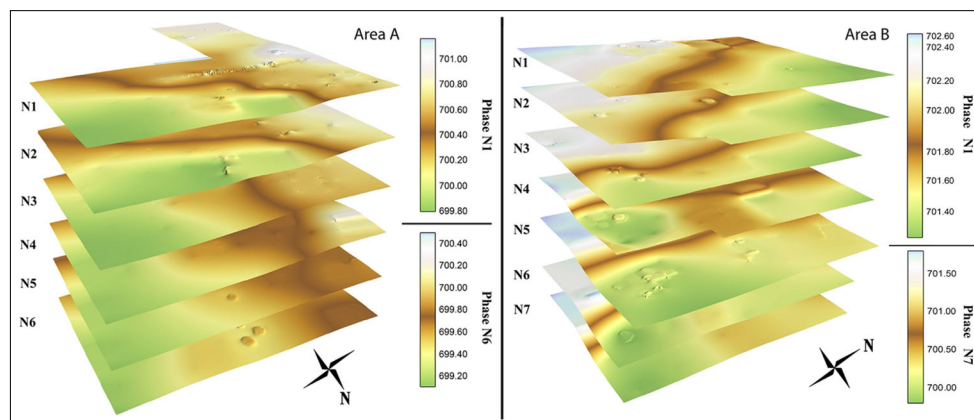 Area A
N1
N2
N3
N4
N5
N6
701.00
700.80
700.60
700.40
700.20
700.00
699.80
Phase N1
700.40
700.20
700.00
699.80
699.60
699.40
699.20
Phase N6
N
Area B
N1
N2
N3
N4
N5
N6
N7
702.60
702.40
702.20
702.00
701.80
701.60
701.40
Phase N1
701.50
701.00
700.50
700.00
Phase N7
N